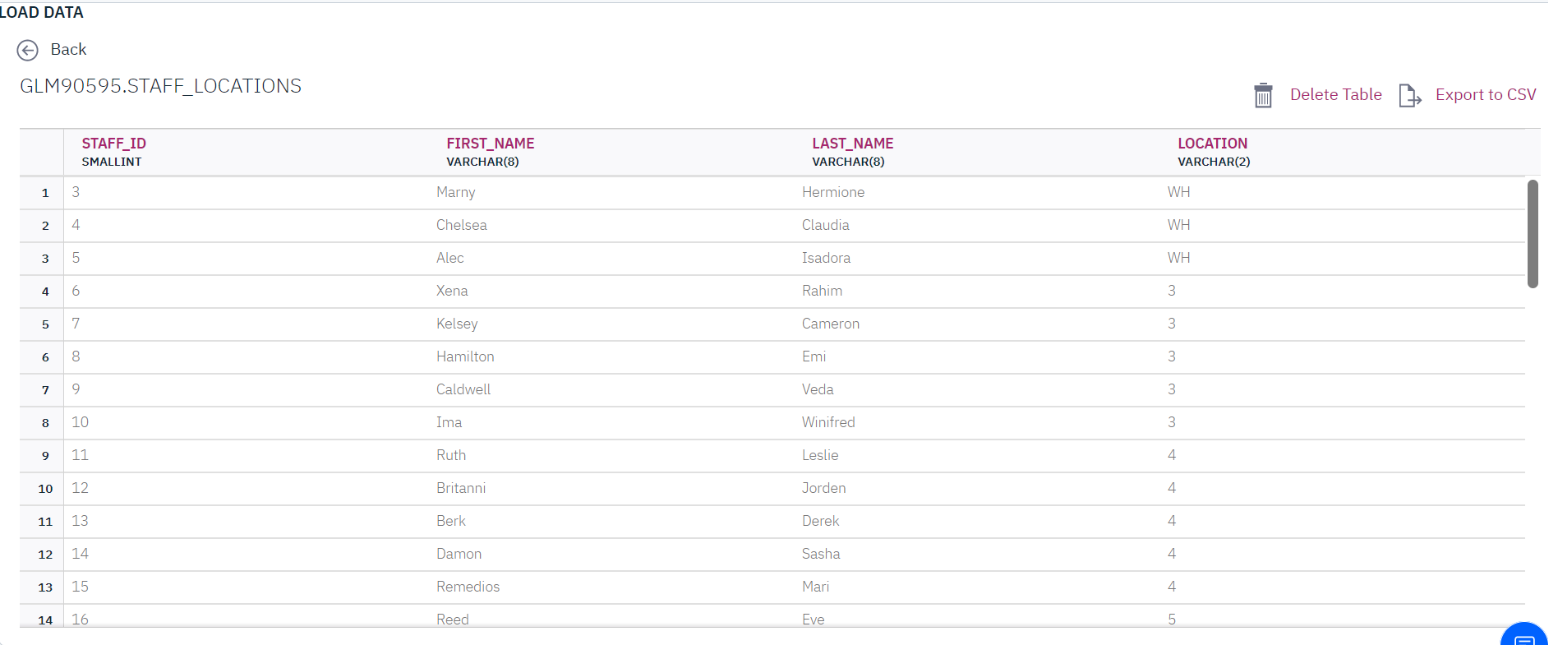 LOAD DATA
Back
GLM90595.STAFF_LOCATIONS
Delete Table Export to CSV
STAFF_ID FIRST_NAME LAST_NAME LOCATION
SMALLINT VARCHAR(8) VARCHAR(8) VARCHAR(2)
1 3 Marny Hermione WH
2 4 Chelsea Claudia WH
3 5 Alec Isadora WH
4 6 Xena Rahim 3
5 7 Kelsey Cameron 3
6 8 Hamilton Emi 3
7 9 Caldwell Veda 3
8 10 Ima Winifred 3
9 11 Ruth Leslie 4
10 12 Britanni Jorden 4
11 13 Berk Derek 4
12 14 Damon Sasha 4
13 15 Remedios Mari 4
14 16 Reed Eve 5